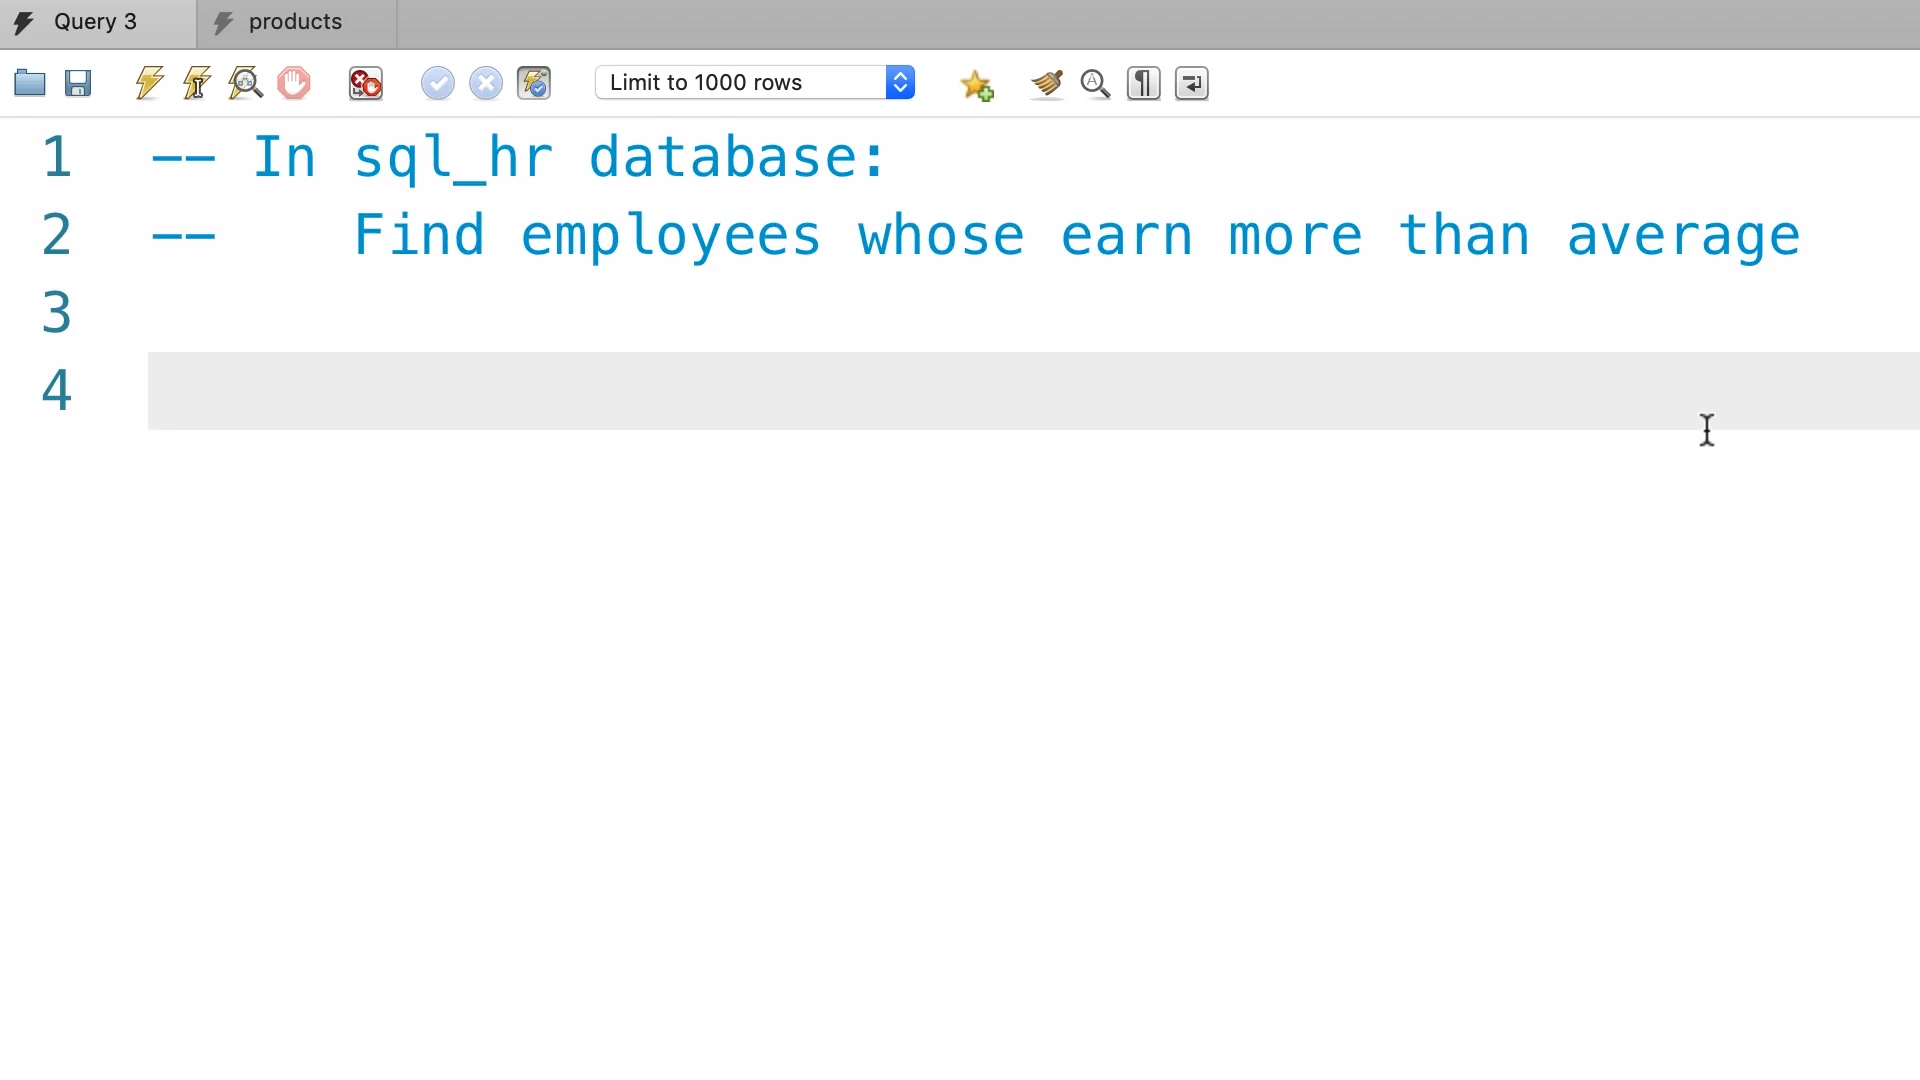 Query 3
products
Limit to 1000 rows
1 -- In sql_hr database:
2 --    Find employees whose earn more than average
3
4